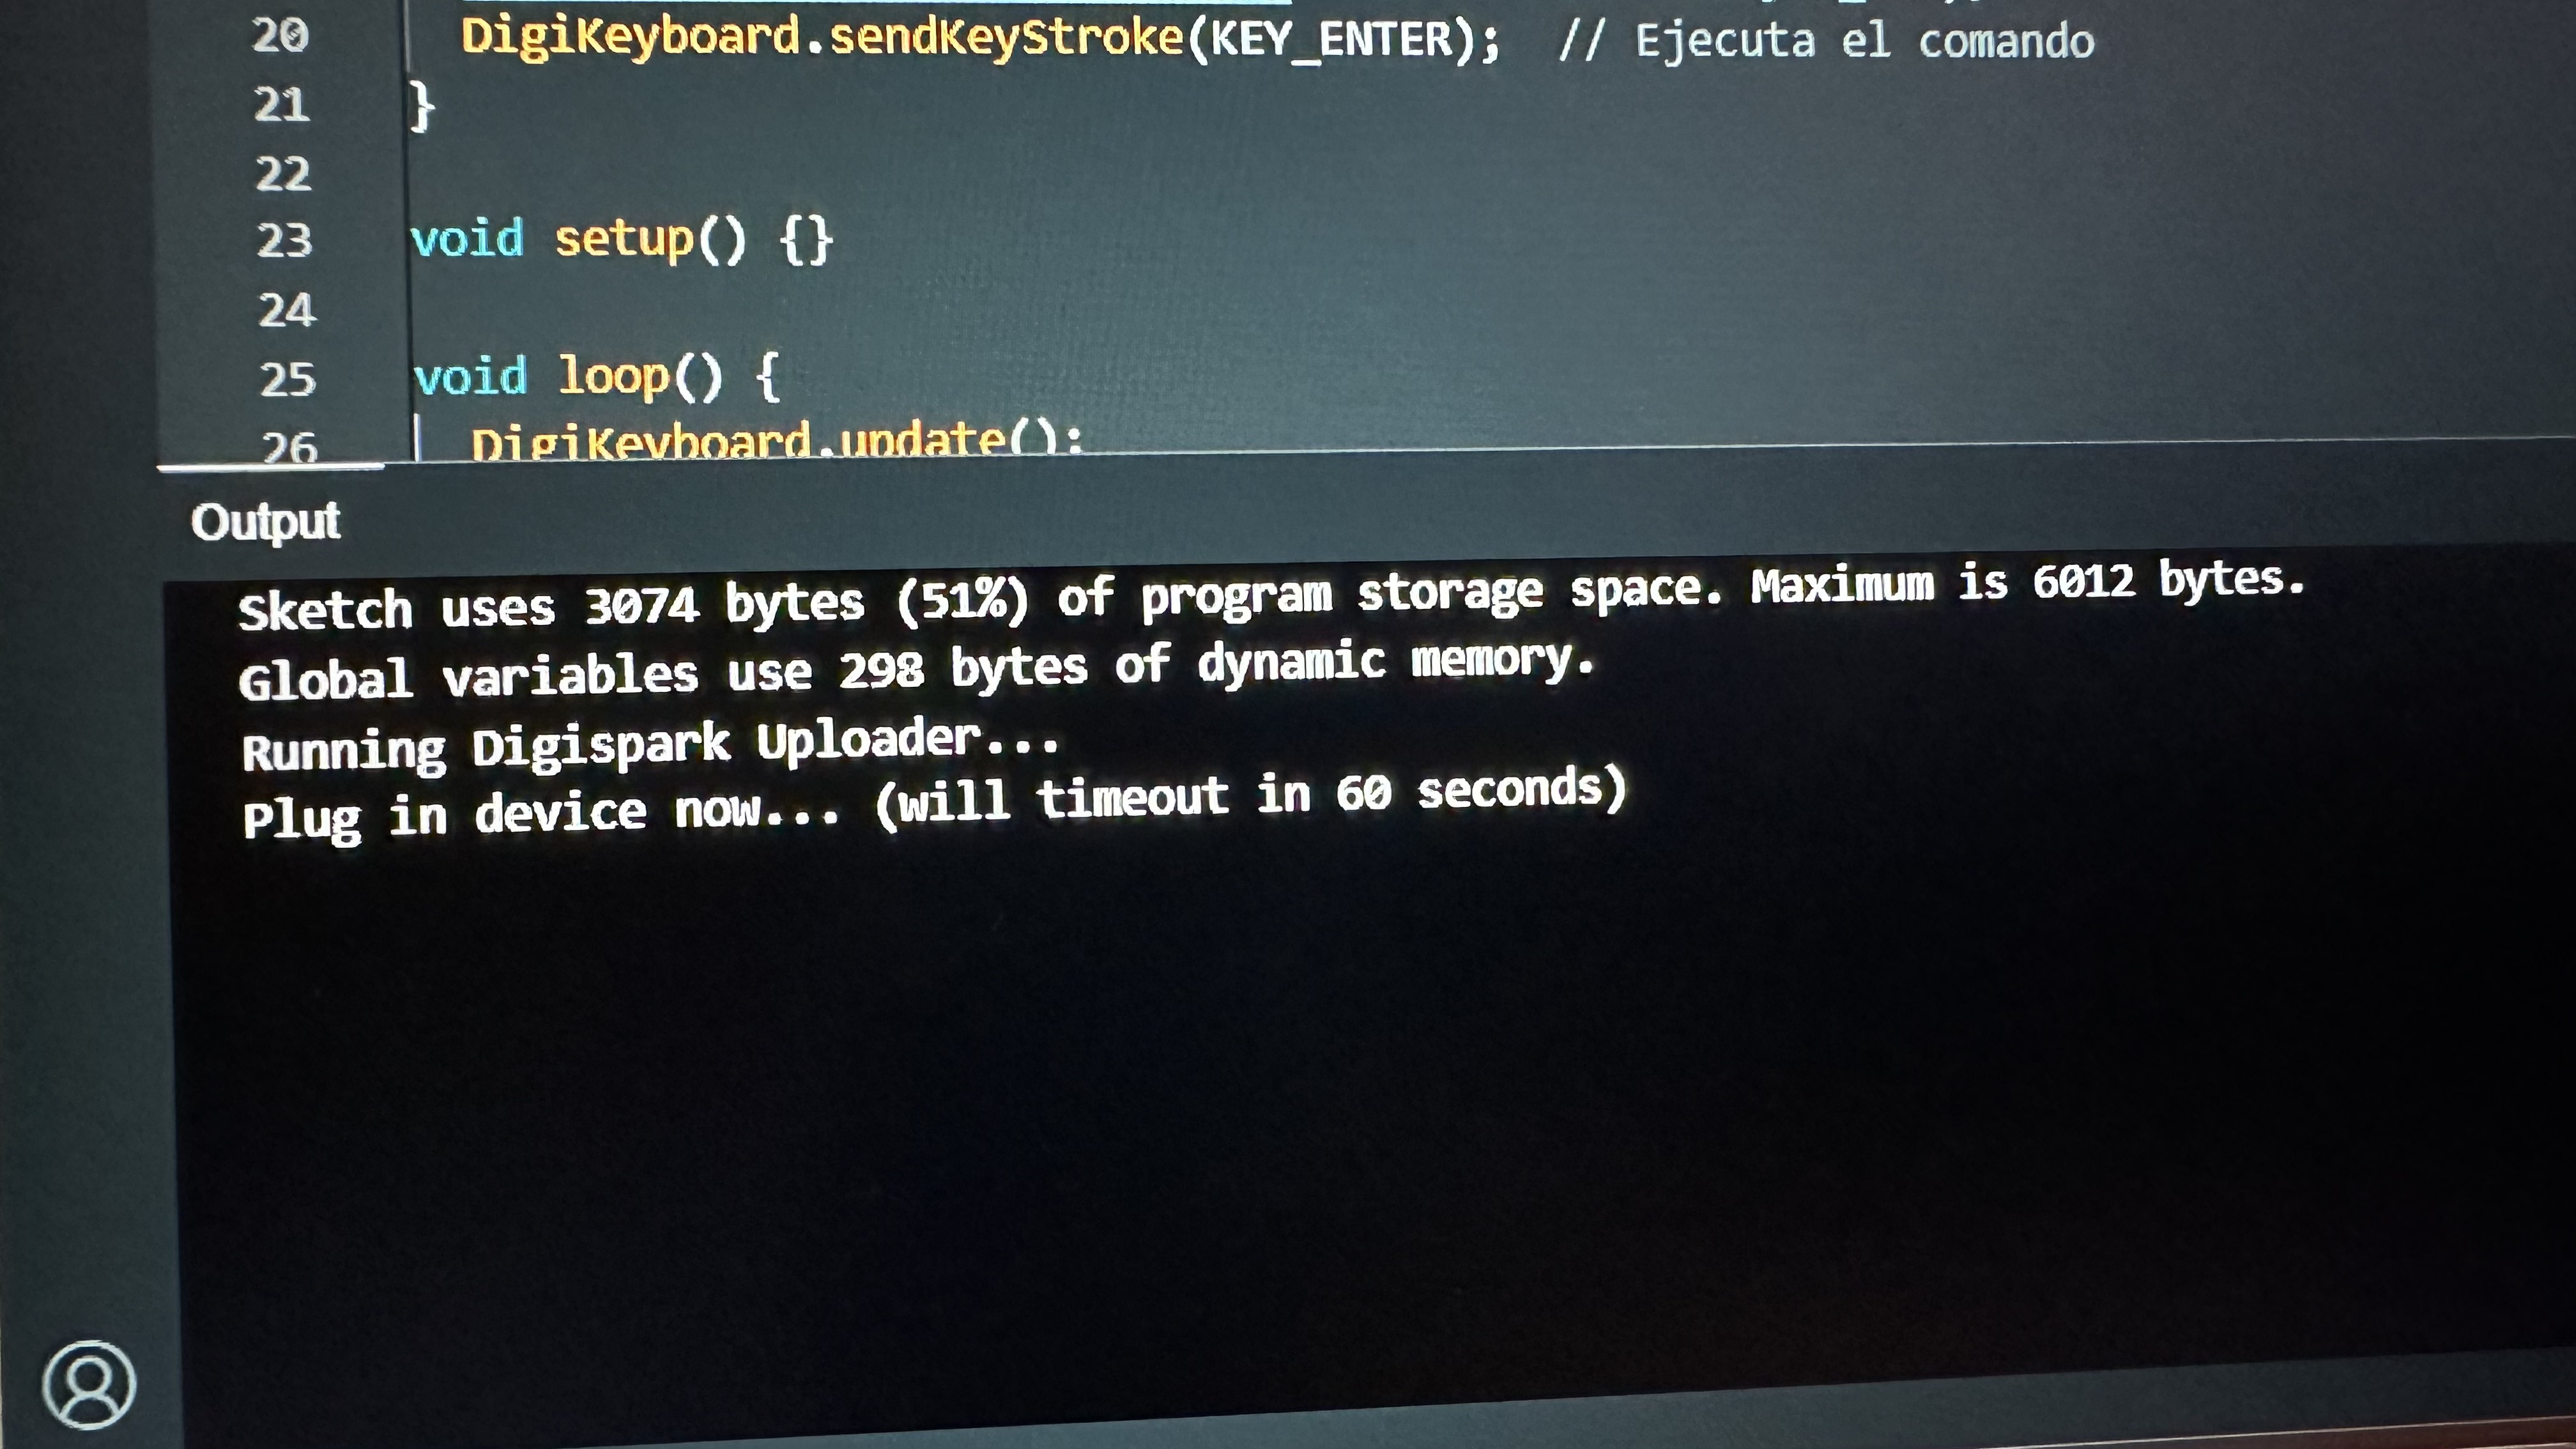 20 DigiKeyboard.sendKeyStroke(KEY_ENTER); // Ejecuta el comando
21 }
22
23 void setup() {}
24
25 void loop() {
26 DigiKeyboard.update();
Output
Sketch uses 3074 bytes (51%) of program storage space. Maximum is 6012 bytes.
Global variables use 298 bytes of dynamic memory.
Running Digispark Uploader...
Plug in device now... (will timeout in 60 seconds)